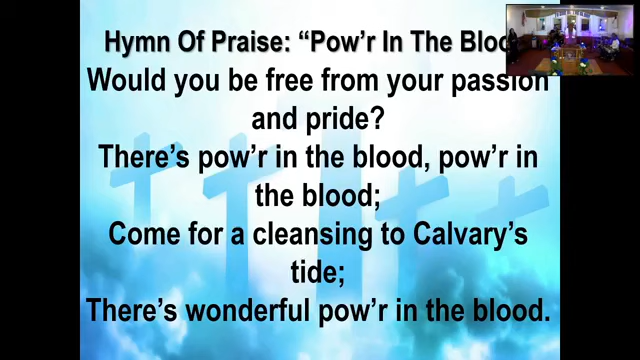 Hymn Of Praise: “Pow’r In The
Would you be free from your passion
and pride?
There’s pow’r in the blood, pow’r in
the blood;
Come for a cleansing to Calvary’s
tide;
There’s wonderful pow’r in the blood.